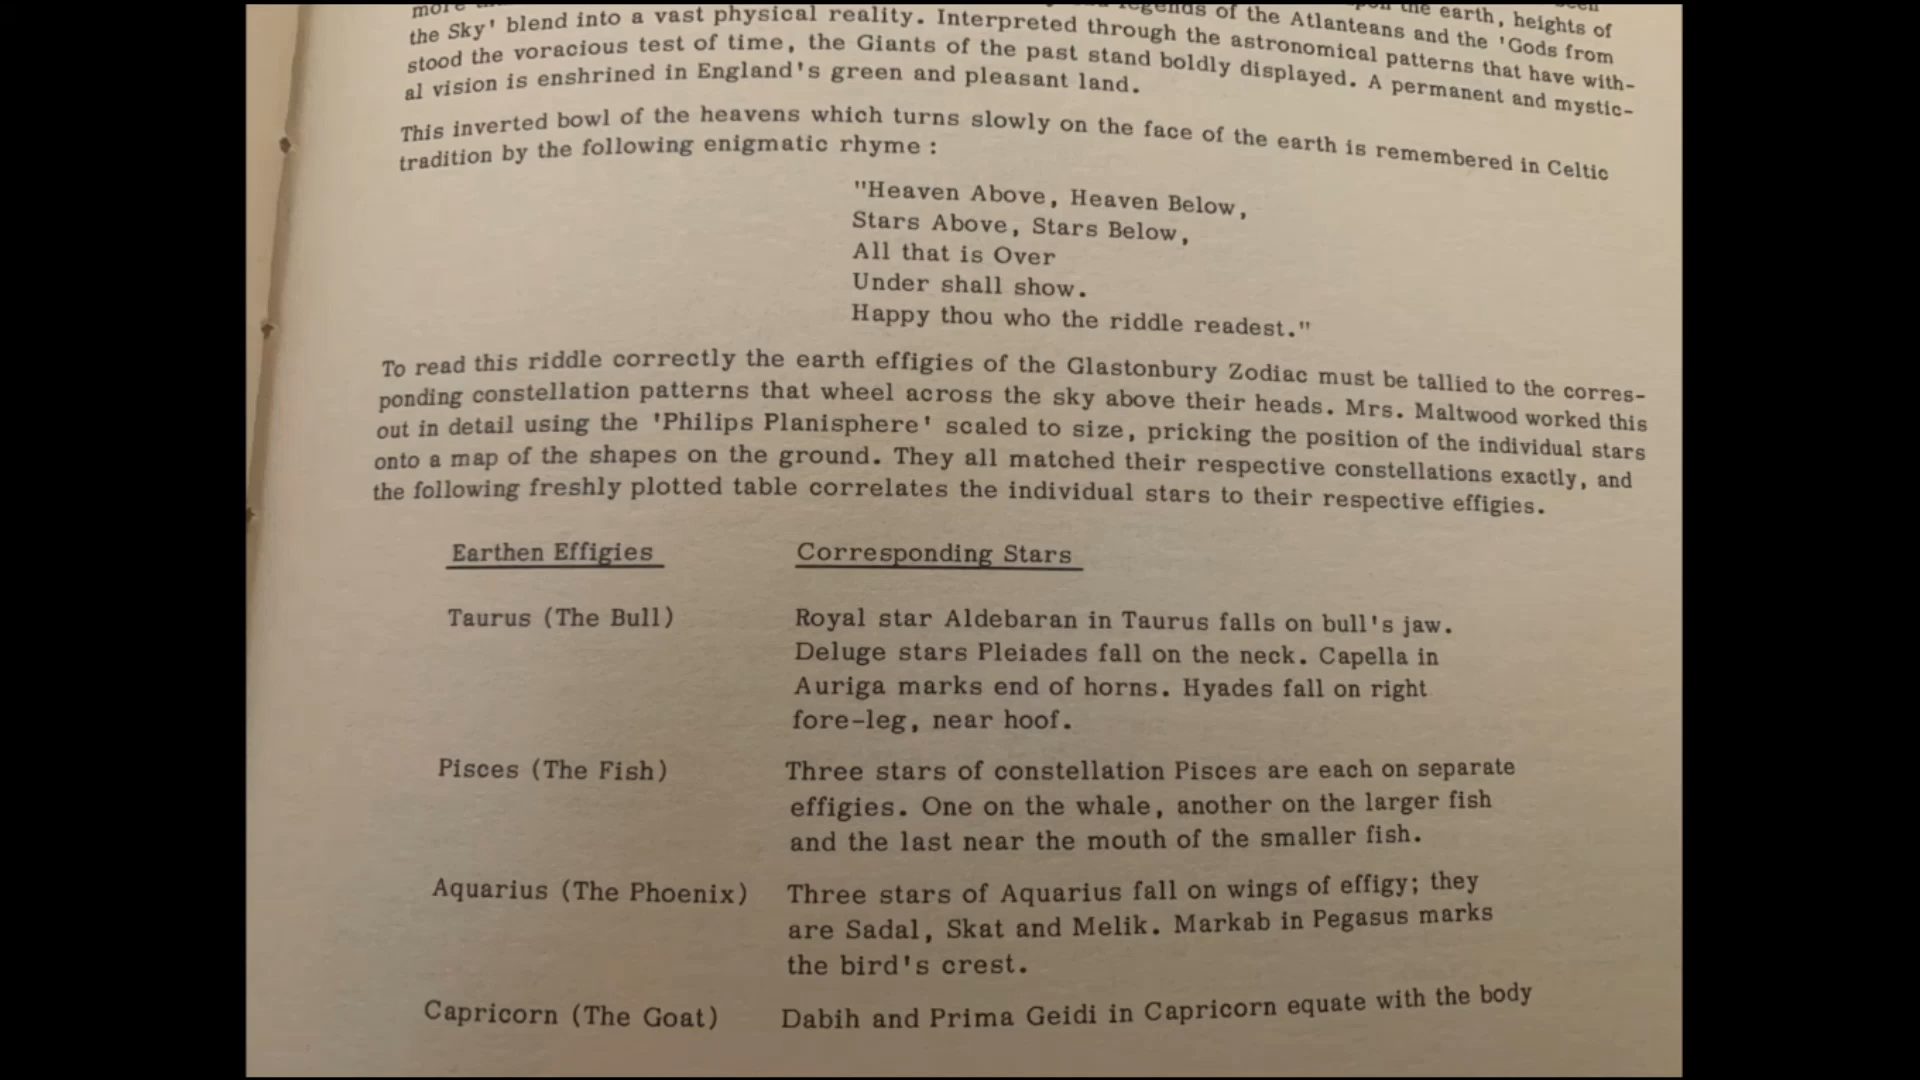 more
the earth, heights of
the Sky' blend into a vast physical reality. Interpreted through the legends of the Atlanteans and the 'Gods from
stood the voracious test of time, the Giants of the past stand boldly displayed. A astronomical patterns that have with-
al vision is enshrined in England's green and pleasant land. permanent and mystic-
This inverted bowl of the heavens which turns slowly on the face of the earth is remembered in Celtic
tradition by the following enigmatic rhyme :
"Heaven Above, Heaven Below,
Stars Above, Stars Below,
All that is Over
Under shall show.
Happy thou who the riddle readest."
To read this riddle correctly the earth effigies of the Glastonbury Zodiac must be tallied to the corres-
ponding constellation patterns that wheel across the sky above their heads. Mrs. Maltwood worked this
out in detail using the 'Philips Planisphere' scaled to size, pricking the position of the individual stars
onto a map of the shapes on the ground. They all matched their respective constellations exactly, and
the following freshly plotted table correlates the individual stars to their respective effigies.
Earthen Effigies Corresponding Stars
Taurus (The Bull) Royal star Aldebaran in Taurus falls on bull's jaw.
Deluge stars Pleiades fall on the neck. Capella in
Auriga marks end of horns. Hyades fall on right
fore-leg, near hoof.
Pisces (The Fish) Three stars of constellation Pisces are each on separate
effigies. One on the whale, another on the larger fish
and the last near the mouth of the smaller fish.
Aquarius (The Phoenix) Three stars of Aquarius fall on wings of effigy; they
are Sadal, Skat and Melik. Markab in Pegasus marks
the bird's crest.
Capricorn (The Goat) Dabih and Prima Geidi in Capricorn equate with the body